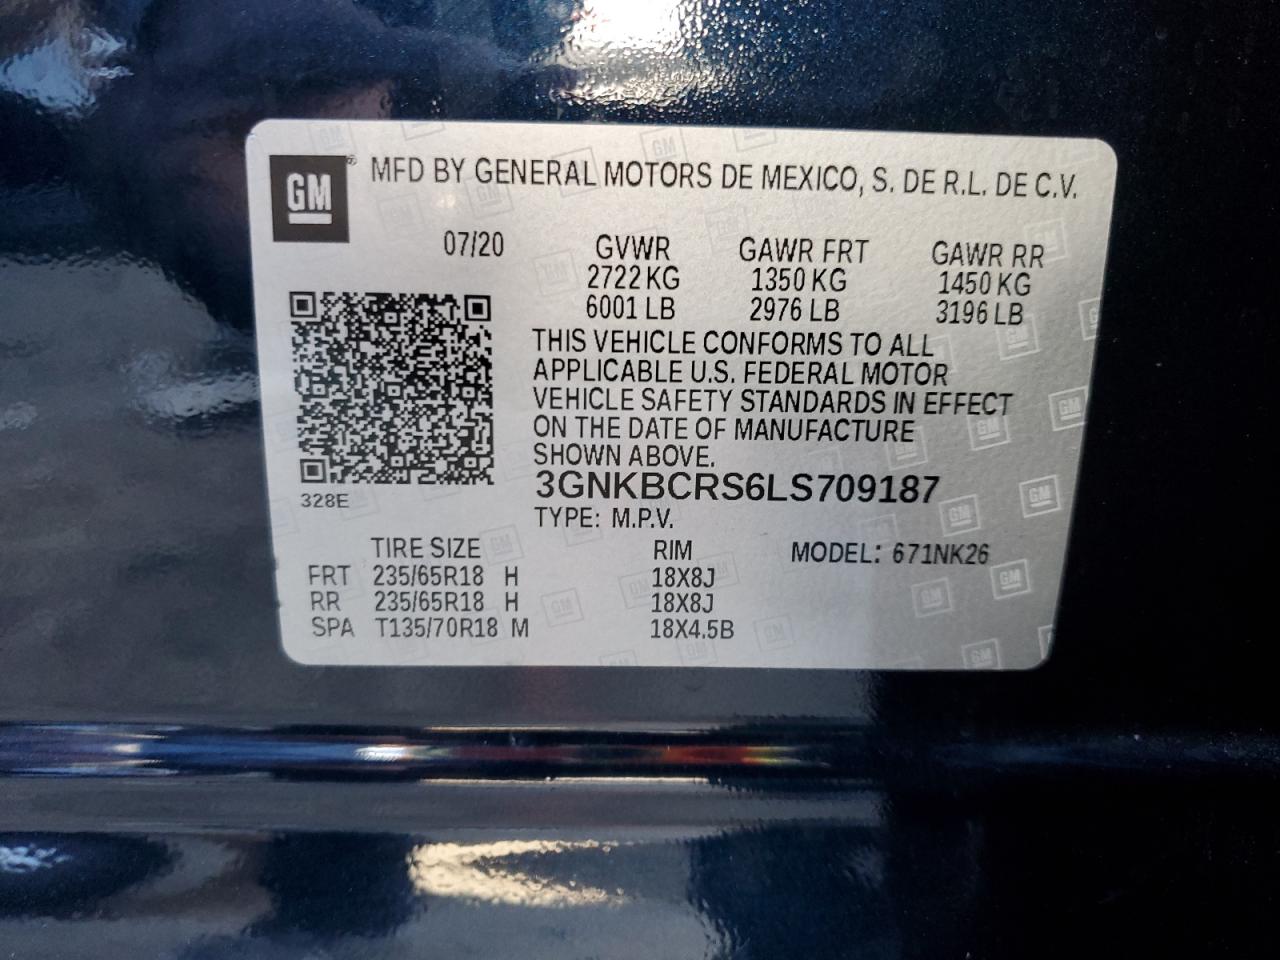 GM® MFD BY GENERAL MOTORS DE MEXICO, S. DE R.L. DE C.V.
07/20 GVWR GAWR FRT GAWR RR
2722 KG 1350 KG 1450 KG
6001 LB 2976 LB 3196 LB
THIS VEHICLE CONFORMS TO ALL
APPLICABLE U.S. FEDERAL MOTOR
VEHICLE SAFETY STANDARDS IN EFFECT
ON THE DATE OF MANUFACTURE
SHOWN ABOVE.
328E
3GNKBCRS6LS709187
TYPE: M.P.V.
TIRE SIZE RIM MODEL: 671NK26
FRT 235/65R18 H 18X8J
RR 235/65R18 H 18X8J
SPA T135/70R18 M 18X4.5B